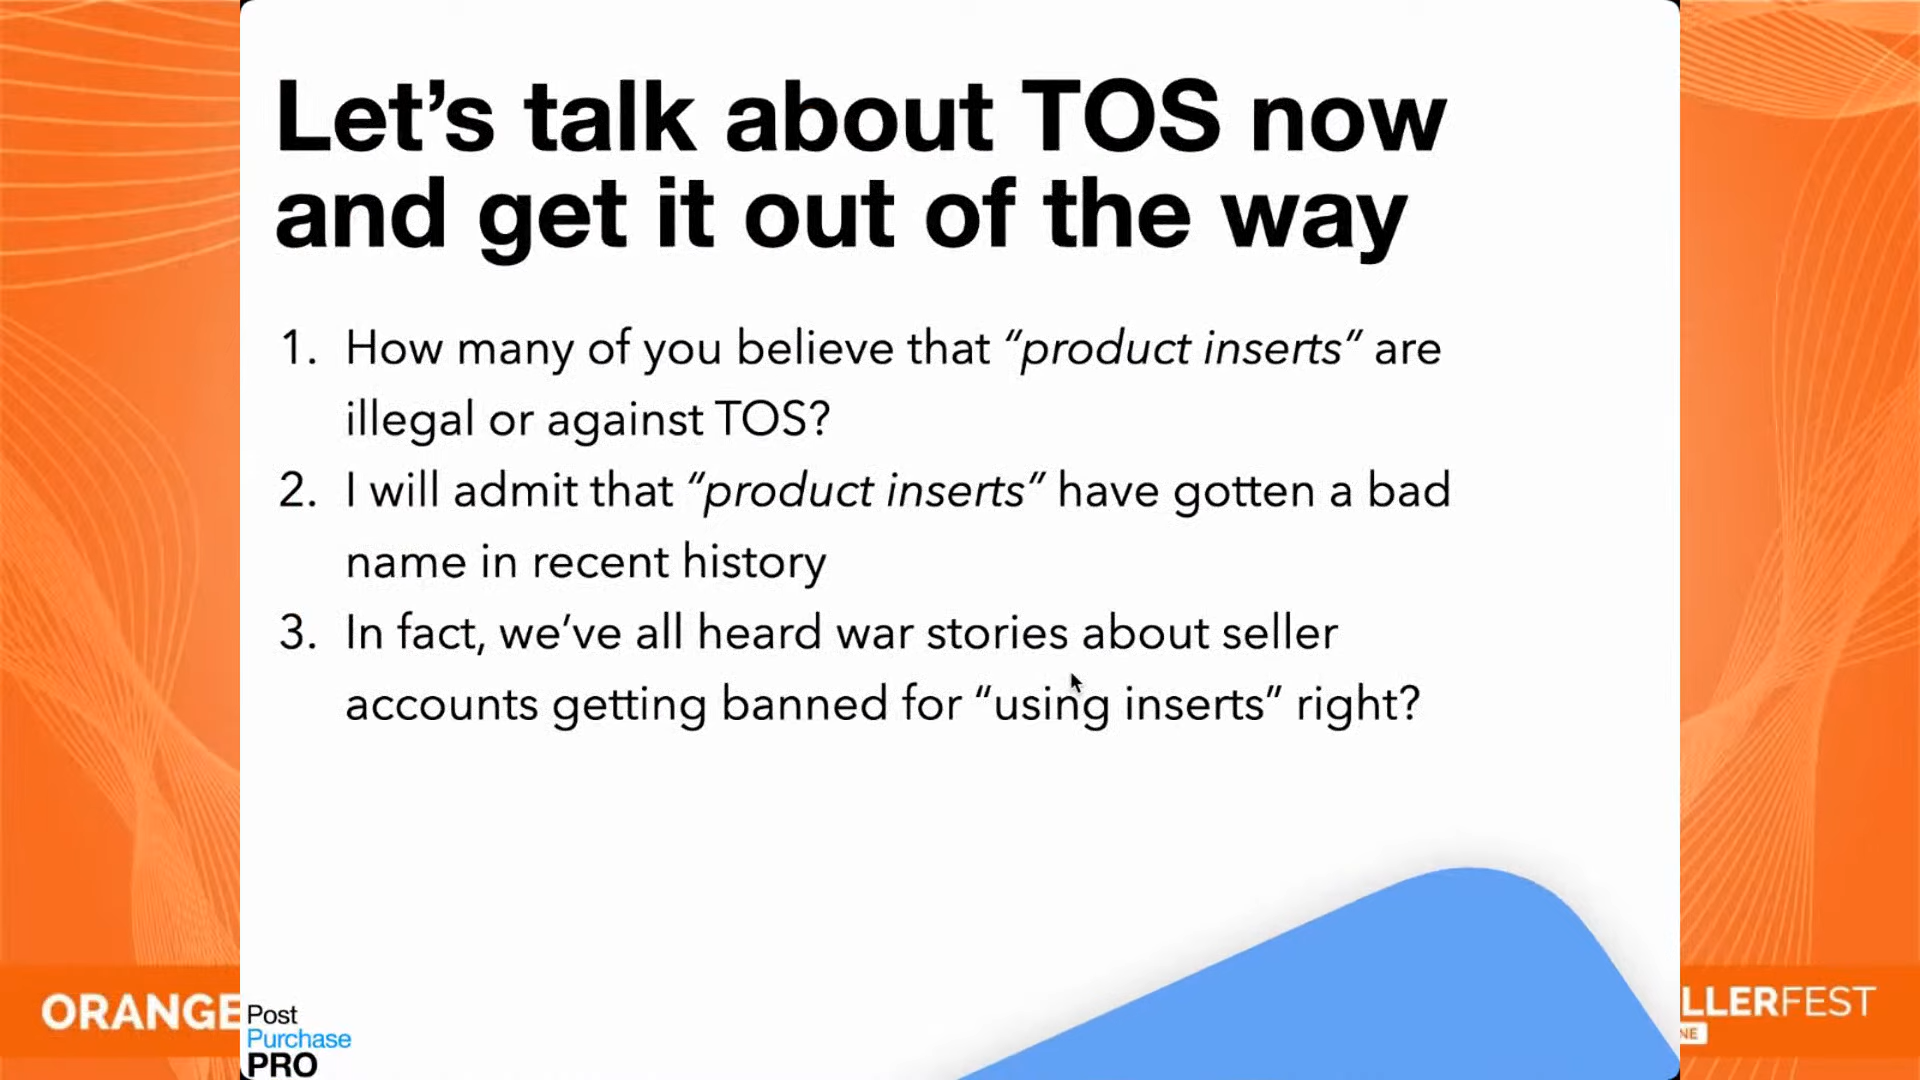 Let’s talk about TOS now
and get it out of the way
1. How many of you believe that “product inserts” are
illegal or against TOS?
2. I will admit that “product inserts” have gotten a bad
name in recent history
3. In fact, we’ve all heard war stories about seller
accounts getting banned for “using inserts” right?
ORANGE
Post
Purchase
PRO
LLERFEST
NE